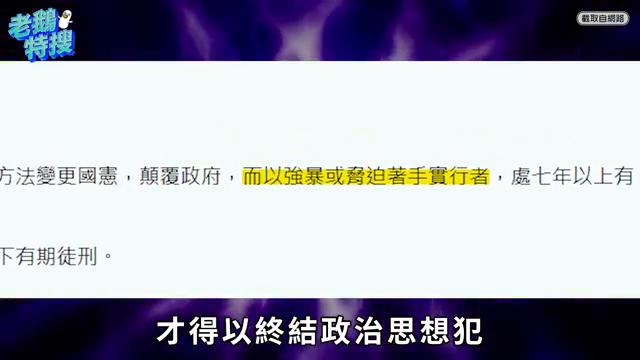 老鵝
特搜
截取自網路
方法變更國憲，顛覆政府，而以強暴或脅迫著手實行者，處七年以上有
下有期徒刑。
才得以終結政治思想犯